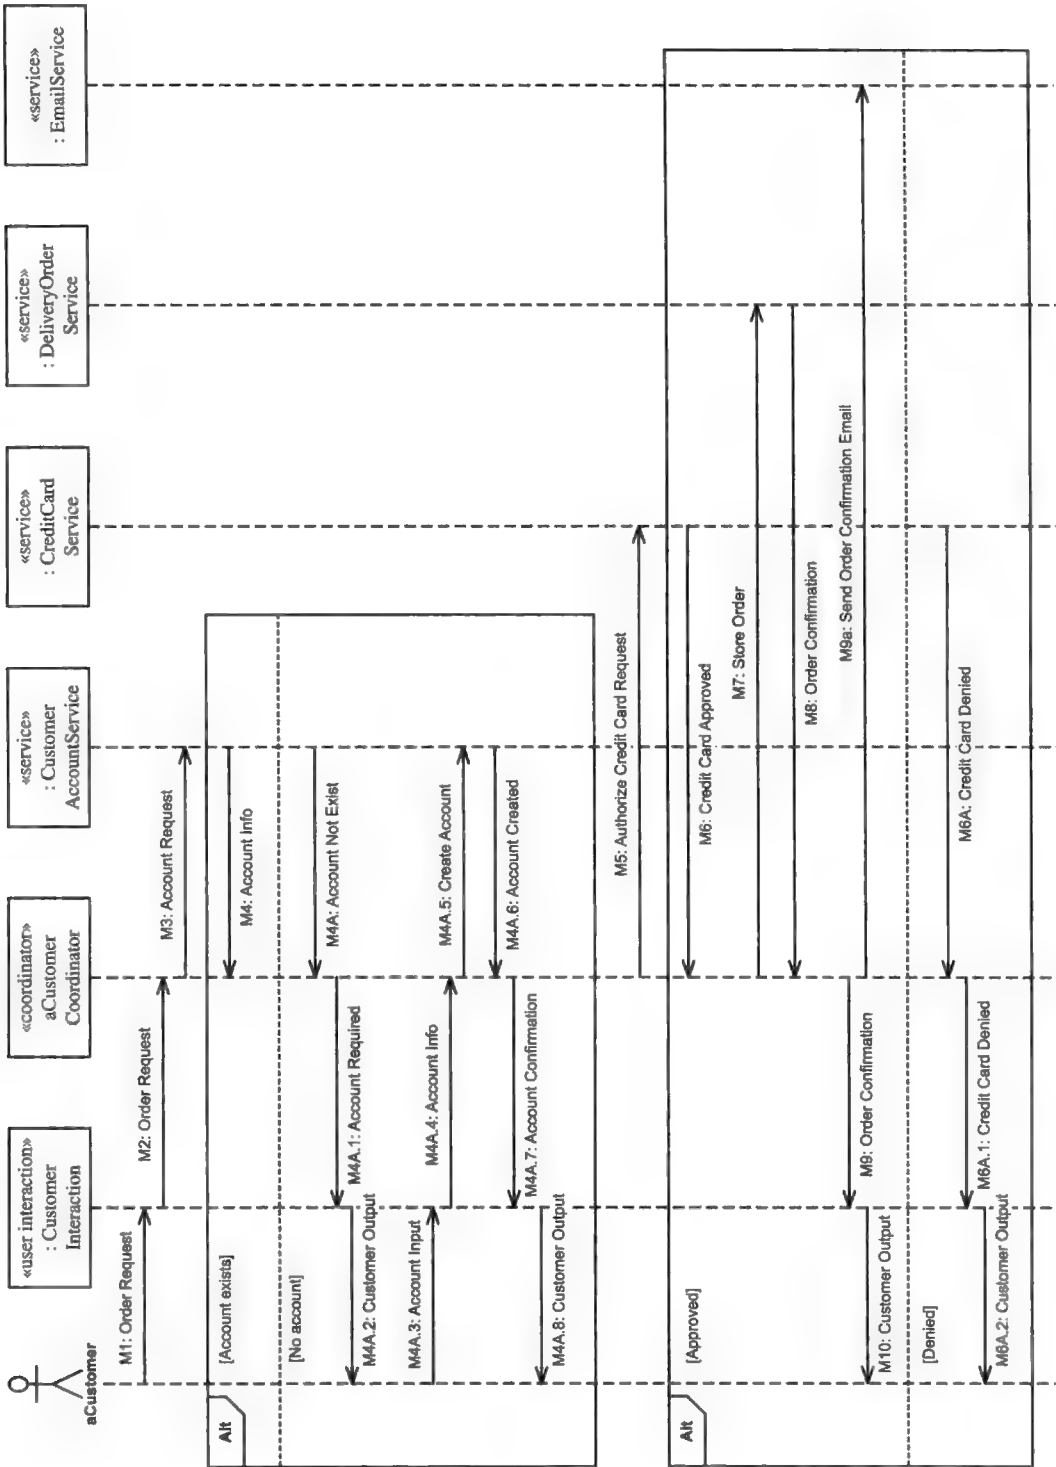 aCustomer
«user interaction»
: Customer
Interaction
«coordinator»
aCustomer
Coordinator
«service»
: Customer
AccountService
«service»
: CreditCard
Service
«service»
: DeliveryOrder
Service
«service»
: EmailService
M1: Order Request
M2: Order Request
M3: Account Request
Alt
[Account exists]
M4: Account Info
[No account]
M4A: Account Not Exist
M4A.1: Account Required
M4A.2: Customer Output
M4A.3: Account Input
M4A.4: Account Info
M4A.5: Create Account
M4A.6: Account Created
M4A.7: Account Confirmation
M4A.8: Customer Output
M5: Authorize Credit Card Request
Alt
[Approved]
M6: Credit Card Approved
M7: Store Order
M8: Order Confirmation
M9: Order Confirmation
M9a: Send Order Confirmation Email
M10: Customer Output
[Denied]
M6A: Credit Card Denied
M6A.1: Credit Card Denied
M6A.2: Customer Output